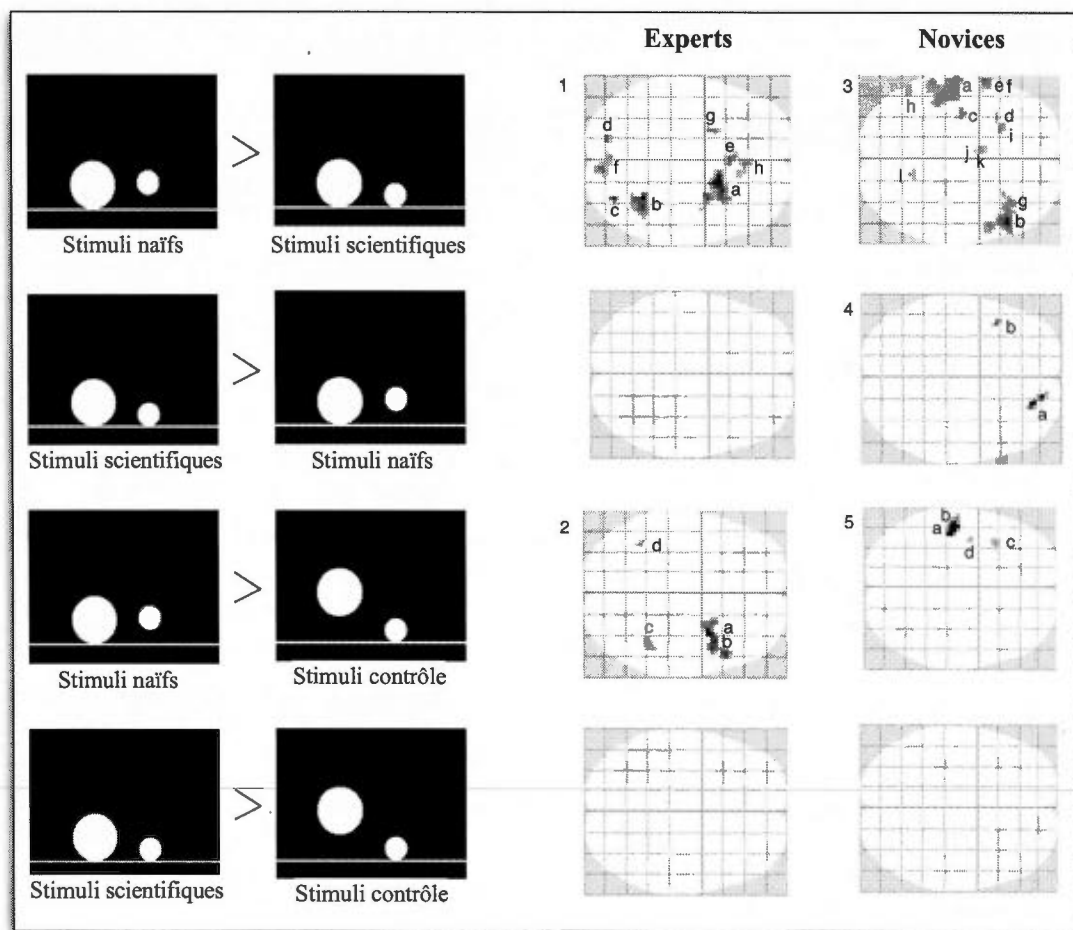 Experts Novices
1
d
g
e
f
h
a
c
b
3
a
e f
h
c
d
i
j
k
l
g
b
>
Stimuli naïfs Stimuli scientifiques
4
b
a
>
Stimuli scientifiques Stimuli naïfs
2
d
c
a
b
5
b
a
d
c
>
Stimuli naïfs Stimuli contrôle
>
Stimuli scientifiques Stimuli contrôle